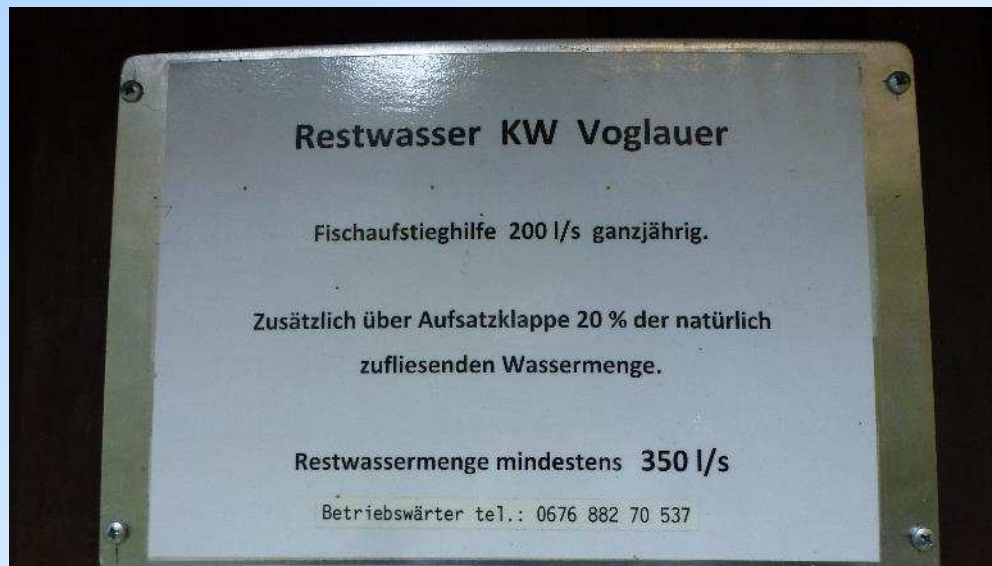 Restwasser KW Voglauer
Fischaufstieghilfe 200 l/s ganzjährig.
Zusätzlich über Aufsatzklappe 20 % der natürlich
zufliesenden Wassermenge.
Restwassermenge mindestens 350 l/s
Betriebswärter tel.: 0676 882 70 537